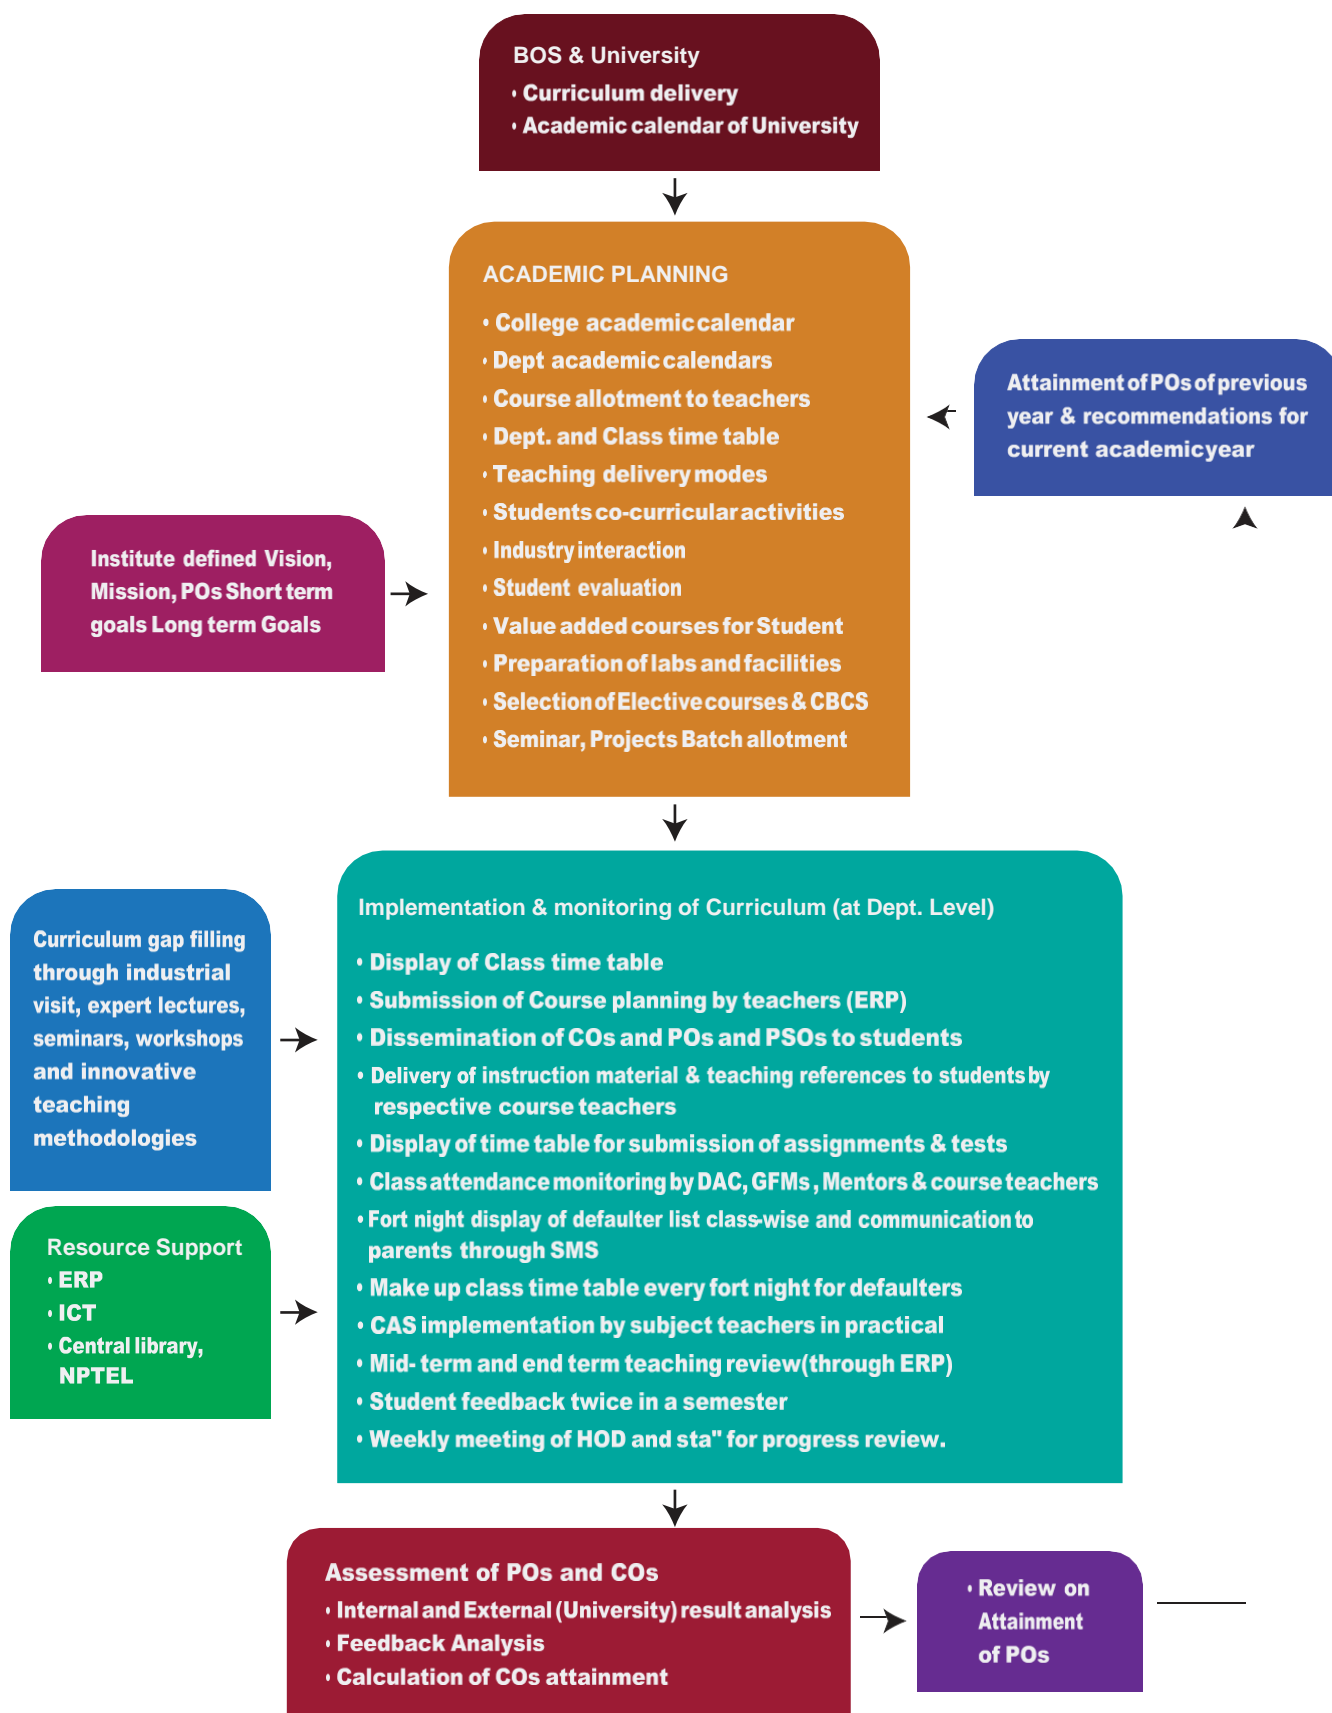 BOS & University
• Curriculum delivery
• Academic calendar of University
ACADEMIC PLANNING
• College academic calendar
• Dept academic calendars
• Course allotment to teachers
• Dept. and Class time table
• Teaching delivery modes
• Students co-curricular activities
• Industry interaction
• Student evaluation
• Value added courses for Student
• Preparation of labs and facilities
• Selection of Elective courses & CBCS
• Seminar, Projects Batch allotment
Attainment of POs of previous
year & recommendations for
current academic year
Institute defined Vision,
Mission, POs Short term
goals Long term Goals
Implementation & monitoring of Curriculum (at Dept. Level)
• Display of Class time table
• Submission of Course planning by teachers (ERP)
• Dissemination of COs and POs and PSOs to students
• Delivery of instruction material & teaching references to students by
respective course teachers
• Display of time table for submission of assignments & tests
• Class attendance monitoring by DAC, GFMs , Mentors & course teachers
• Fort night display of defaulter list class-wise and communication to
parents through SMS
• Make up class time table every fort night for defaulters
• CAS implementation by subject teachers in practical
• Mid- term and end term teaching review(through ERP)
• Student feedback twice in a semester
• Weekly meeting of HOD and sta" for progress review.
Curriculum gap filling
through industrial
visit, expert lectures,
seminars, workshops
and innovative
teaching
methodologies
Resource Support
• ERP
• ICT
• Central library,
NPTEL
Assessment of POs and COs
• Internal and External (University) result analysis
• Feedback Analysis
• Calculation of COs attainment
• Review on
Attainment
of POs